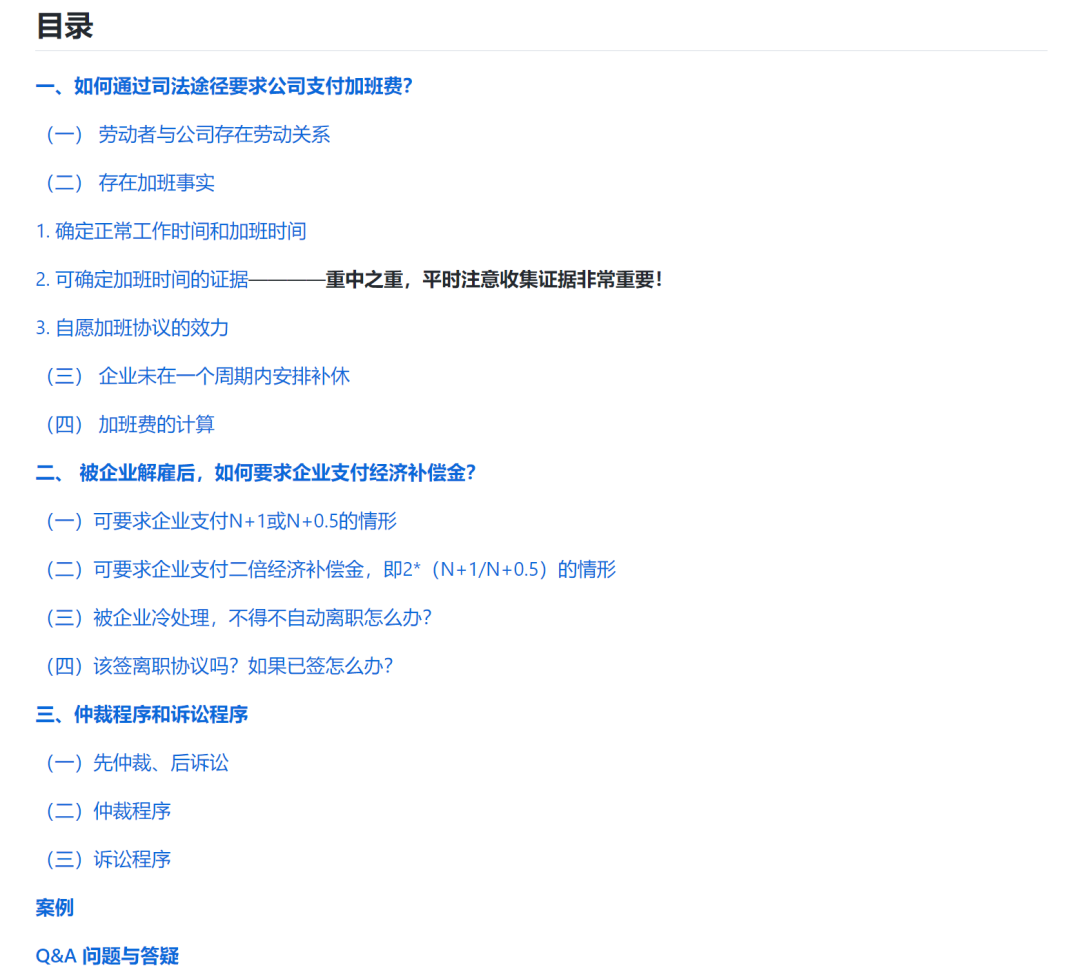 目录
一、如何通过司法途径要求公司支付加班费?
（一） 劳动者与公司存在劳动关系
（二） 存在加班事实
1. 确定正常工作时间和加班时间
2. 可确定加班时间的证据————重中之重，平时注意收集证据非常重要！
3. 自愿加班协议的效力
（三） 企业未在一个周期内安排补休
（四） 加班费的计算
二、 被企业解雇后，如何要求企业支付经济补偿金?
（一）可要求企业支付N+1或N+0.5的情形
（二）可要求企业支付二倍经济补偿金，即2*（N+1/N+0.5）的情形
（三）被企业冷处理，不得不自动离职怎么办?
（四）该签离职协议吗？如果已签怎么办?
三、仲裁程序和诉讼程序
（一）先仲裁、后诉讼
（二）仲裁程序
（三）诉讼程序
案例
Q&A 问题与答疑